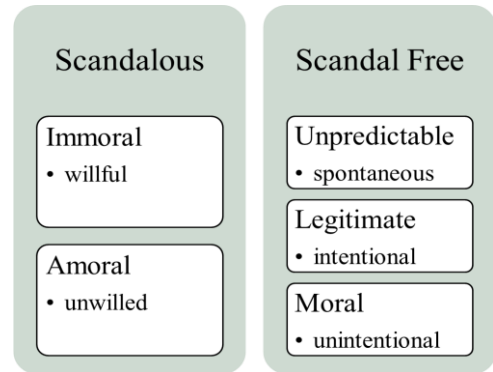 Scandalous
Immoral
• willful
Amoral
• unwilled
Scandal Free
Unpredictable
• spontaneous
Legitimate
• intentional
Moral
• unintentional